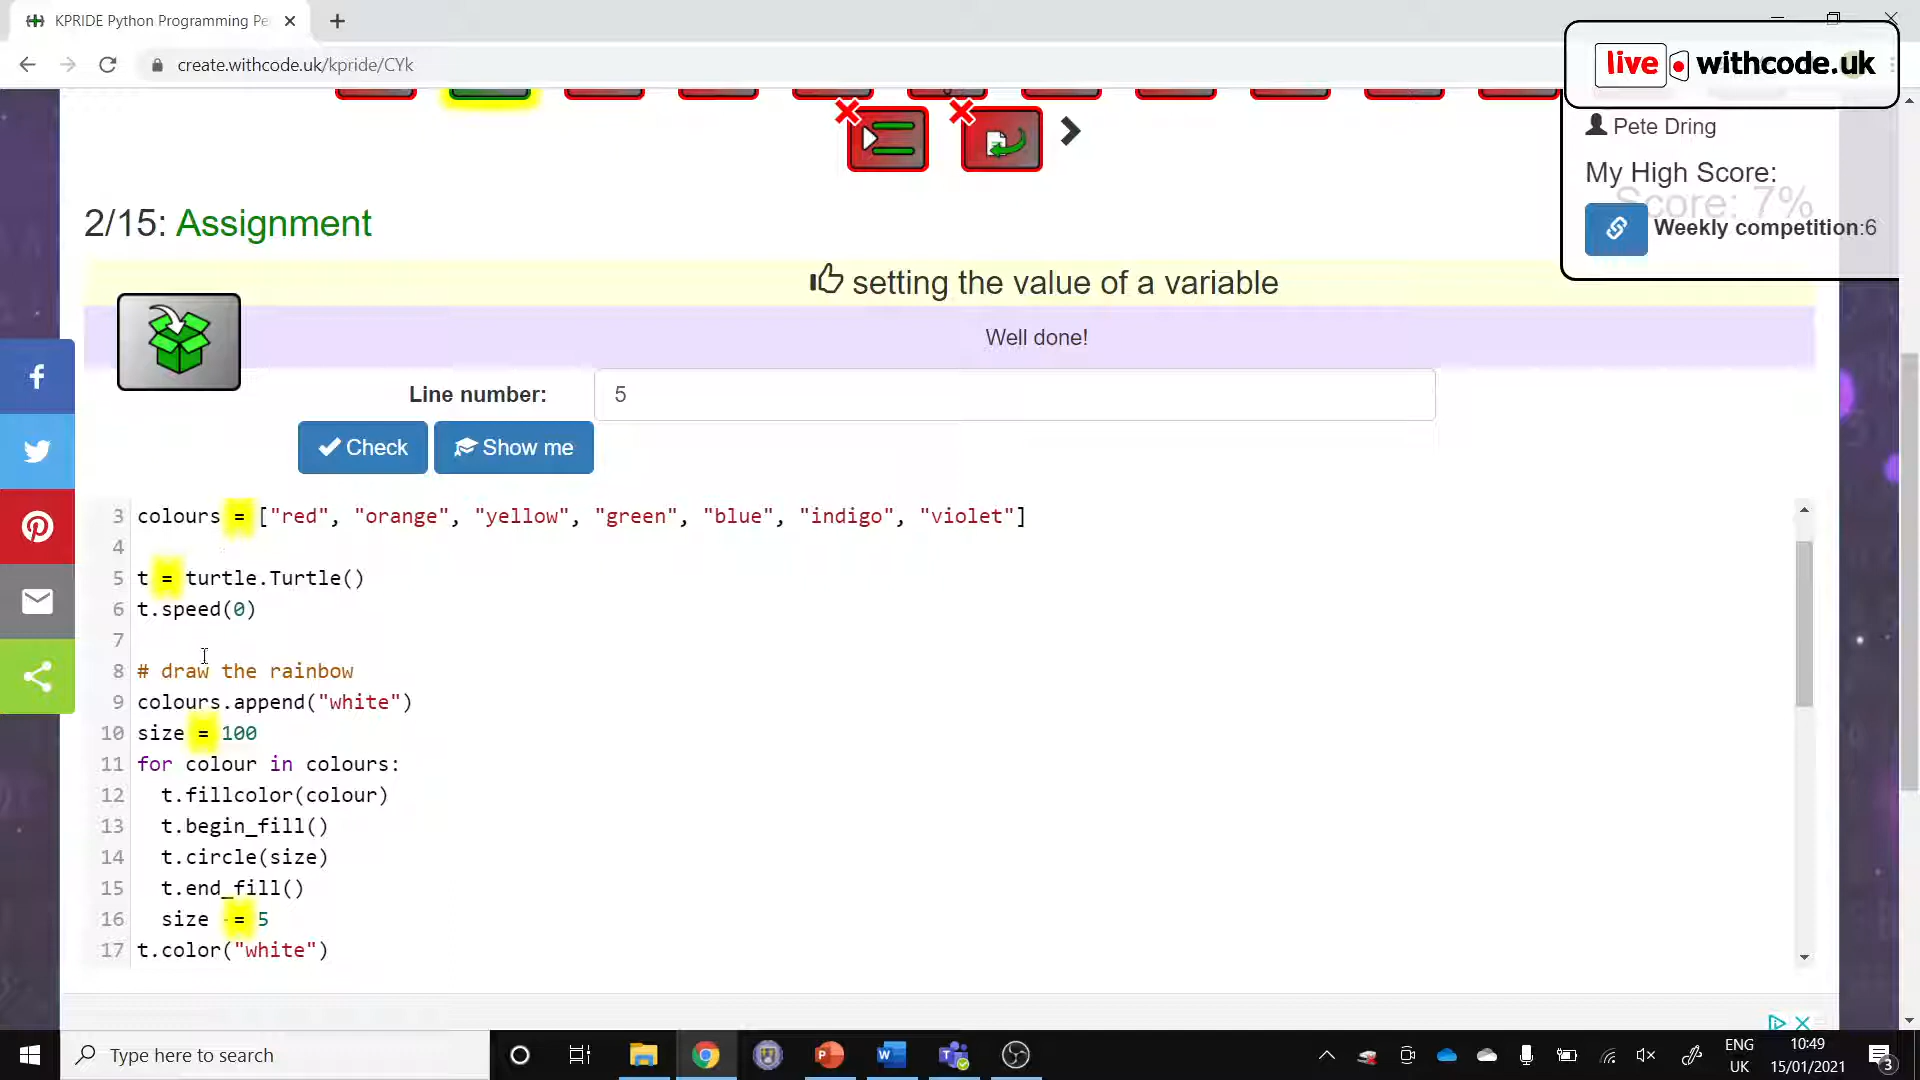 KPRIDE Python Programming Pe
create.withcode.uk/kpride/CYk
live withcode.uk
Pete Dring
My High Score:
Score: 7%
Weekly competition:6
2/15: Assignment
setting the value of a variable
Well done!
Line number: 5
Check Show me
3 colours = ["red", "orange", "yellow", "green", "blue", "indigo", "violet"]
4
5 t = turtle.Turtle()
6 t.speed(0)
7
8 # draw the rainbow
9 colours.append("white")
10 size = 100
11 for colour in colours:
12 t.fillcolor(colour)
13 t.begin_fill()
14 t.circle(size)
15 t.end_fill()
16 size -= 5
17 t.color("white")
Type here to search
ENG
UK
10:49
15/01/2021
3